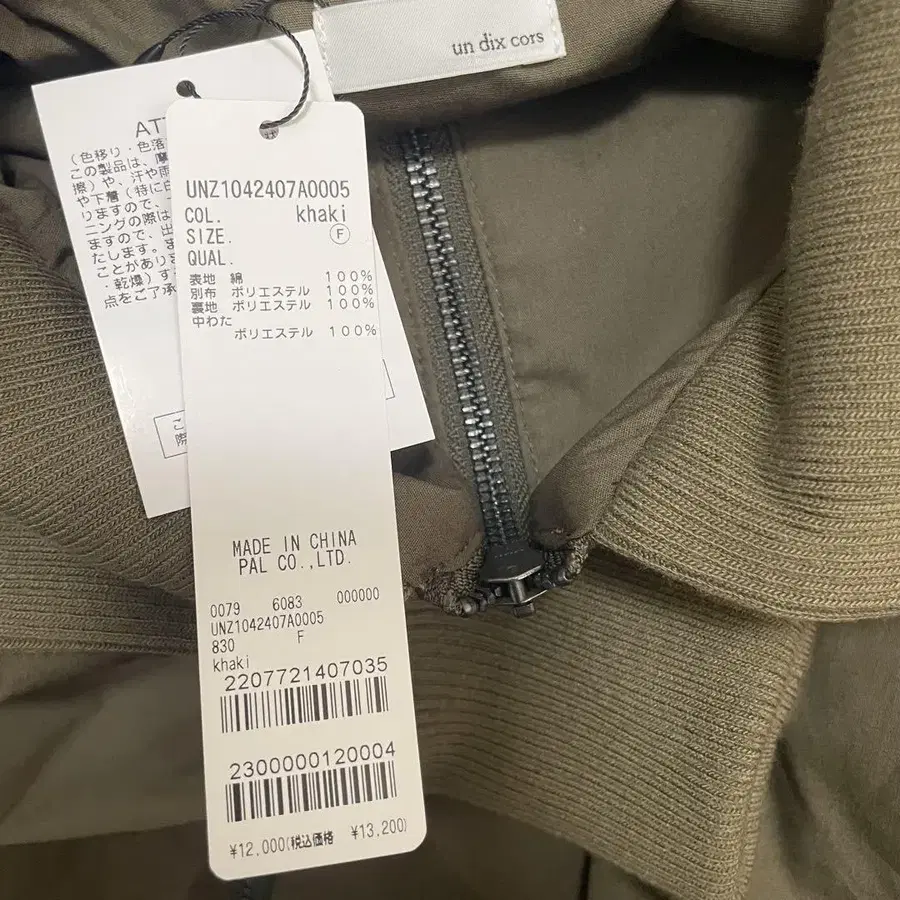 un dix cors
AT
(色移り・色落
この製品は、摩
擦)や、汗や雨
や下着(特に白
りますので、
ニングの際は
ますので、出
たします。ま
ことがありま
・乾燥)す
点をご了承
こ
際
UNZ1042407A0005
COL. khaki
SIZE. F
QUAL.
表地 綿 100%
別布 ポリエステル 100%
裏地 ポリエステル 100%
中わた
ポリエステル 100%
MADE IN CHINA
PAL CO.,LTD.
0079 6083 000000
UNZ1042407A0005
830 F
khaki
2207721407035
2300000120004
¥12,000(税込価格 ¥13,200)